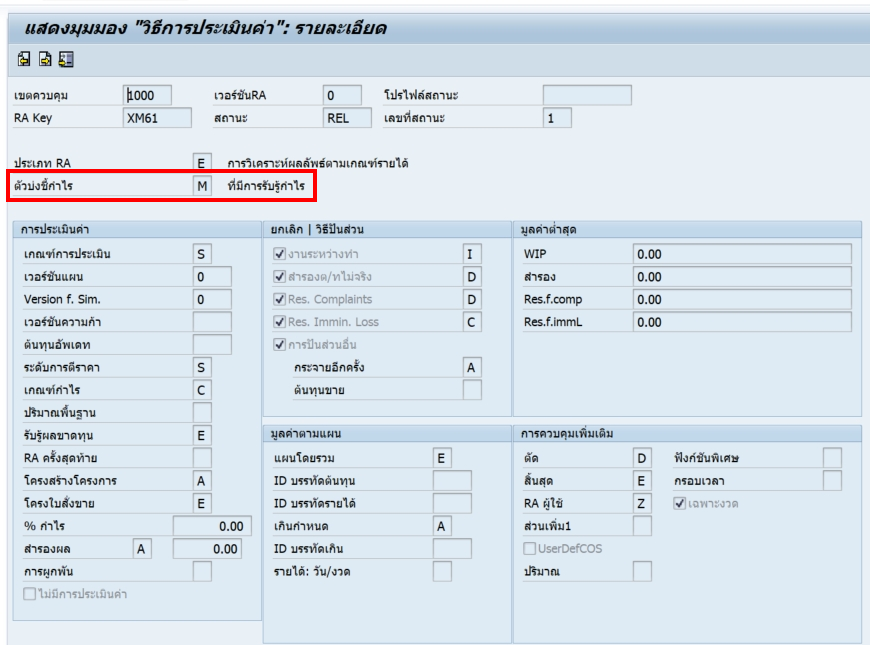 แสดงมุมมอง "วิธีการประเมินค่า": รายละเอียด
เขตควบคุม 1000 เวอร์ชันRA 0 โปรไฟล์สถานะ
RA Key XM61 สถานะ REL เลขที่สถานะ 1
ประเภท RA E การวิเคราะห์ผลลัพธ์ตามเกณฑ์รายได้
ตัวบ่งชี้กำไร M ที่มีการรับรู้กำไร
การประเมินค่า
เกณฑ์การประเมิน S
เวอร์ชันแผน 0
Version f. Sim. 0
เวอร์ชันความก้า
ต้นทุนอัพเดท
ระดับการตีราคา S
เกณฑ์กำไร C
ปริมาณพื้นฐาน
รับรู้ผลขาดทุน E
RA ครั้งสุดท้าย
โครงสร้างโครงการ A
โครงใบสั่งขาย E
% กำไร 0.00
สำรองผล A 0.00
การผูกพัน
ไม่มีการประเมินค่า
ยกเลิก | วิธีปันส่วน
งานระหว่างทำ I
สำรองต/ทไม่จริง D
Res. Complaints D
Res. Immin. Loss C
การปันส่วนอื่น
กระจายอีกครั้ง A
ต้นทุนขาย
มูลค่าต่ำสุด
WIP 0.00
สำรอง 0.00
Res.f.comp 0.00
Res.f.immL 0.00
มูลค่าตามแผน
แผนโดยรวม E
ID บรรทัดต้นทุน
ID บรรทัดรายได้
เกินกำหนด A
ID บรรทัดเกิน
รายได้: วัน/งวด
การควบคุมเพิ่มเติม
ตัด D ฟังก์ชันพิเศษ
สิ้นสุด E กรอบเวลา
RA ผู้ใช้ Z เฉพาะงวด
ส่วนเพิ่ม1
UserDefCOS
ปริมาณ